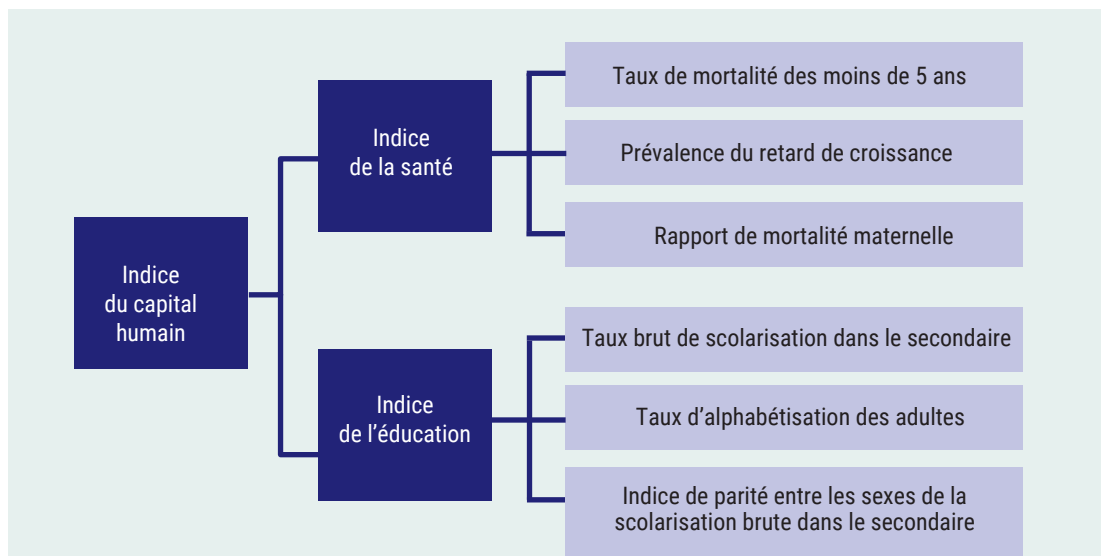 Indice
du capital
humain
Indice
de la santé
Taux de mortalité des moins de 5 ans
Prévalence du retard de croissance
Rapport de mortalité maternelle
Indice
de l’éducation
Taux brut de scolarisation dans le secondaire
Taux d’alphabétisation des adultes
Indice de parité entre les sexes de la
scolarisation brute dans le secondaire